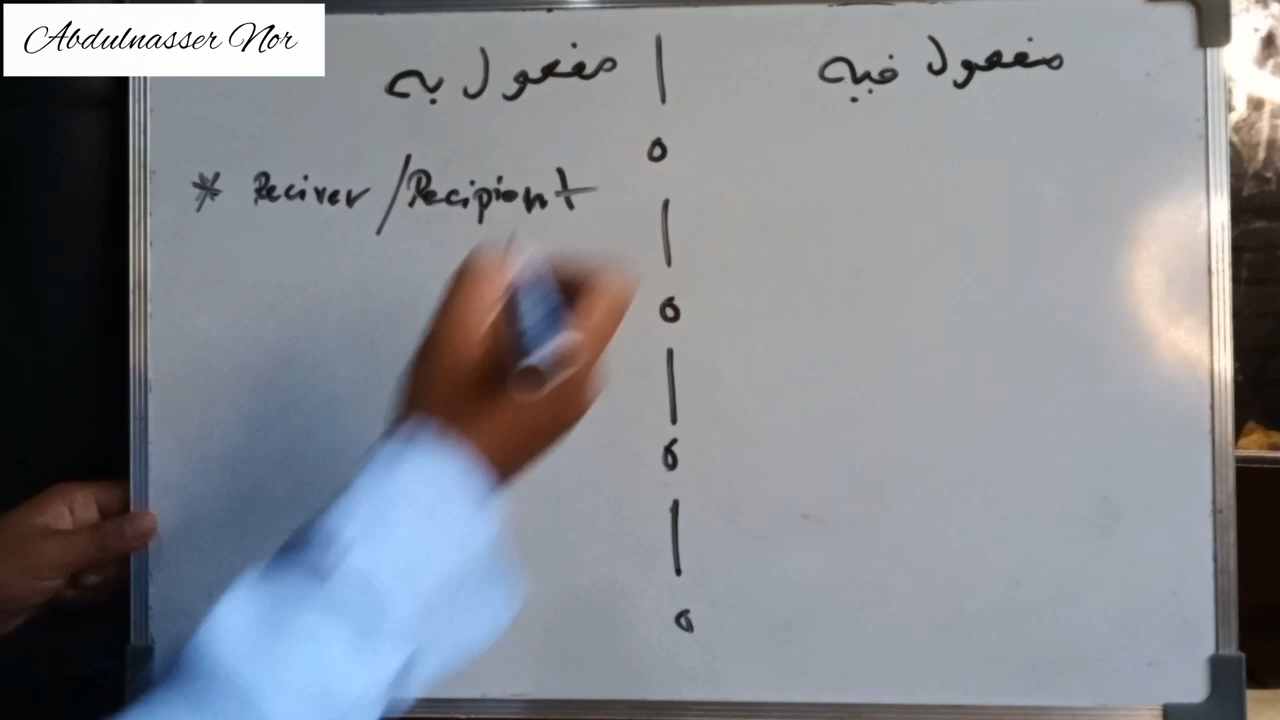 Abdulnasser Nor
مفعول فيه
مفعول به
* Reciver / Recipient